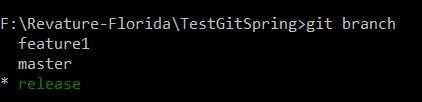 F:\Revature-Florida\TestGitSpring>git branch
feature1
master
* release